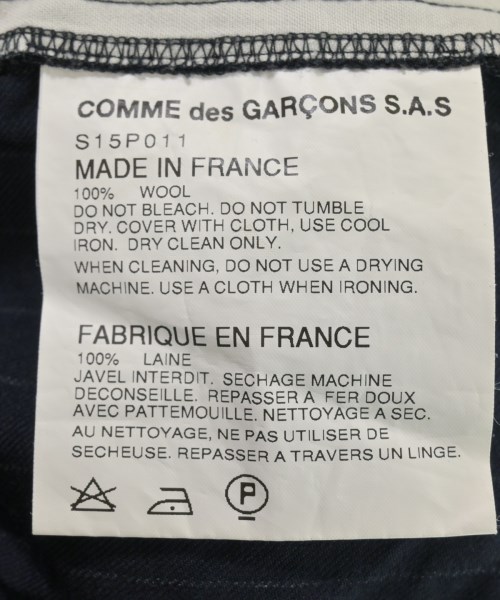 COMME des GARÇONS S.A.S
S15P011
MADE IN FRANCE
100% WOOL
DO NOT BLEACH. DO NOT TUMBLE
DRY. COVER WITH CLOTH, USE COOL
IRON. DRY CLEAN ONLY.
WHEN CLEANING, DO NOT USE A DRYING
MACHINE. USE A CLOTH WHEN IRONING.
FABRIQUE EN FRANCE
100% LAINE
JAVEL INTERDIT. SECHAGE MACHINE
DECONSEILLE. REPASSER A FER DOUX
AVEC PATTEMOUILLE. NETTOYAGE A SEC.
AU NETTOYAGE, NE PAS UTILISER DE
SECHEUSE. REPASSER A TRAVERS UN LINGE.
P